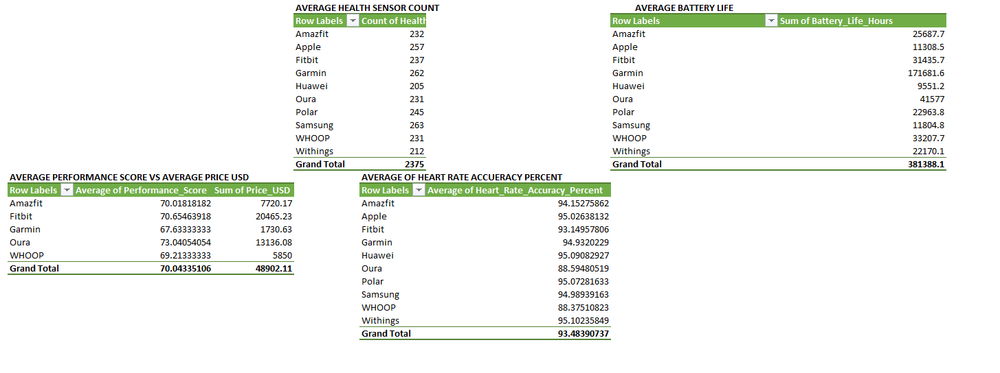 AVERAGE HEALTH SENSOR COUNT
Row Labels Count of Health
Amazfit 232
Apple 257
Fitbit 237
Garmin 262
Huawei 205
Oura 231
Polar 245
Samsung 263
WHOOP 231
Withings 212
Grand Total 2375
AVERAGE BATTERY LIFE
Row Labels Sum of Battery_Life_Hours
Amazfit 25687.7
Apple 11308.5
Fitbit 31435.7
Garmin 171681.6
Huawei 9551.2
Oura 41577
Polar 22963.8
Samsung 11804.8
WHOOP 33207.7
Withings 22170.1
Grand Total 381388.1
AVERAGE PERFORMANCE SCORE VS AVERAGE PRICE USD
Row Labels Average of Performance_Score Sum of Price_USD
Amazfit 70.01818182 7720.17
Fitbit 70.65463918 20465.23
Garmin 67.63333333 1730.63
Oura 73.04054054 13136.08
WHOOP 69.21333333 5850
Grand Total 70.04335106 48902.11
AVERAGE OF HEART RATE ACCUERACY PERCENT
Row Labels Average of Heart_Rate_Accuracy_Percent
Amazfit 94.15275862
Apple 95.02638132
Fitbit 93.14957806
Garmin 94.9320229
Huawei 95.09082927
Oura 88.59480519
Polar 95.07281633
Samsung 94.98939163
WHOOP 88.37510823
Withings 95.10235849
Grand Total 93.48390737